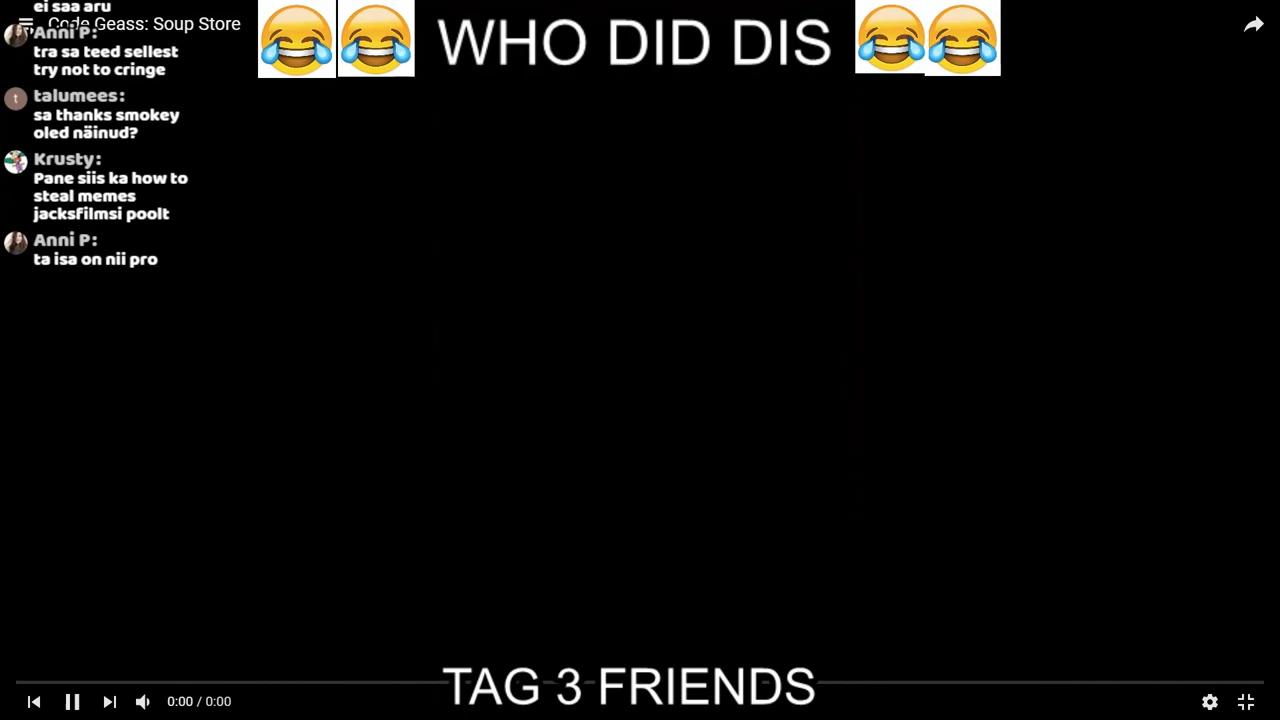 ei saa aru
Code Geass: Soup Store
Anni P:
tra sa teed sellest
try not to cringe
talumees:
t
sa thanks smokey
oled näinud?
Krusty:
Pane siis ka how to
steal memes
jacksfilmsi poolt
Anni P:
ta isa on nii pro
WHO DID DIS
TAG 3 FRIENDS
0:00 / 0:00